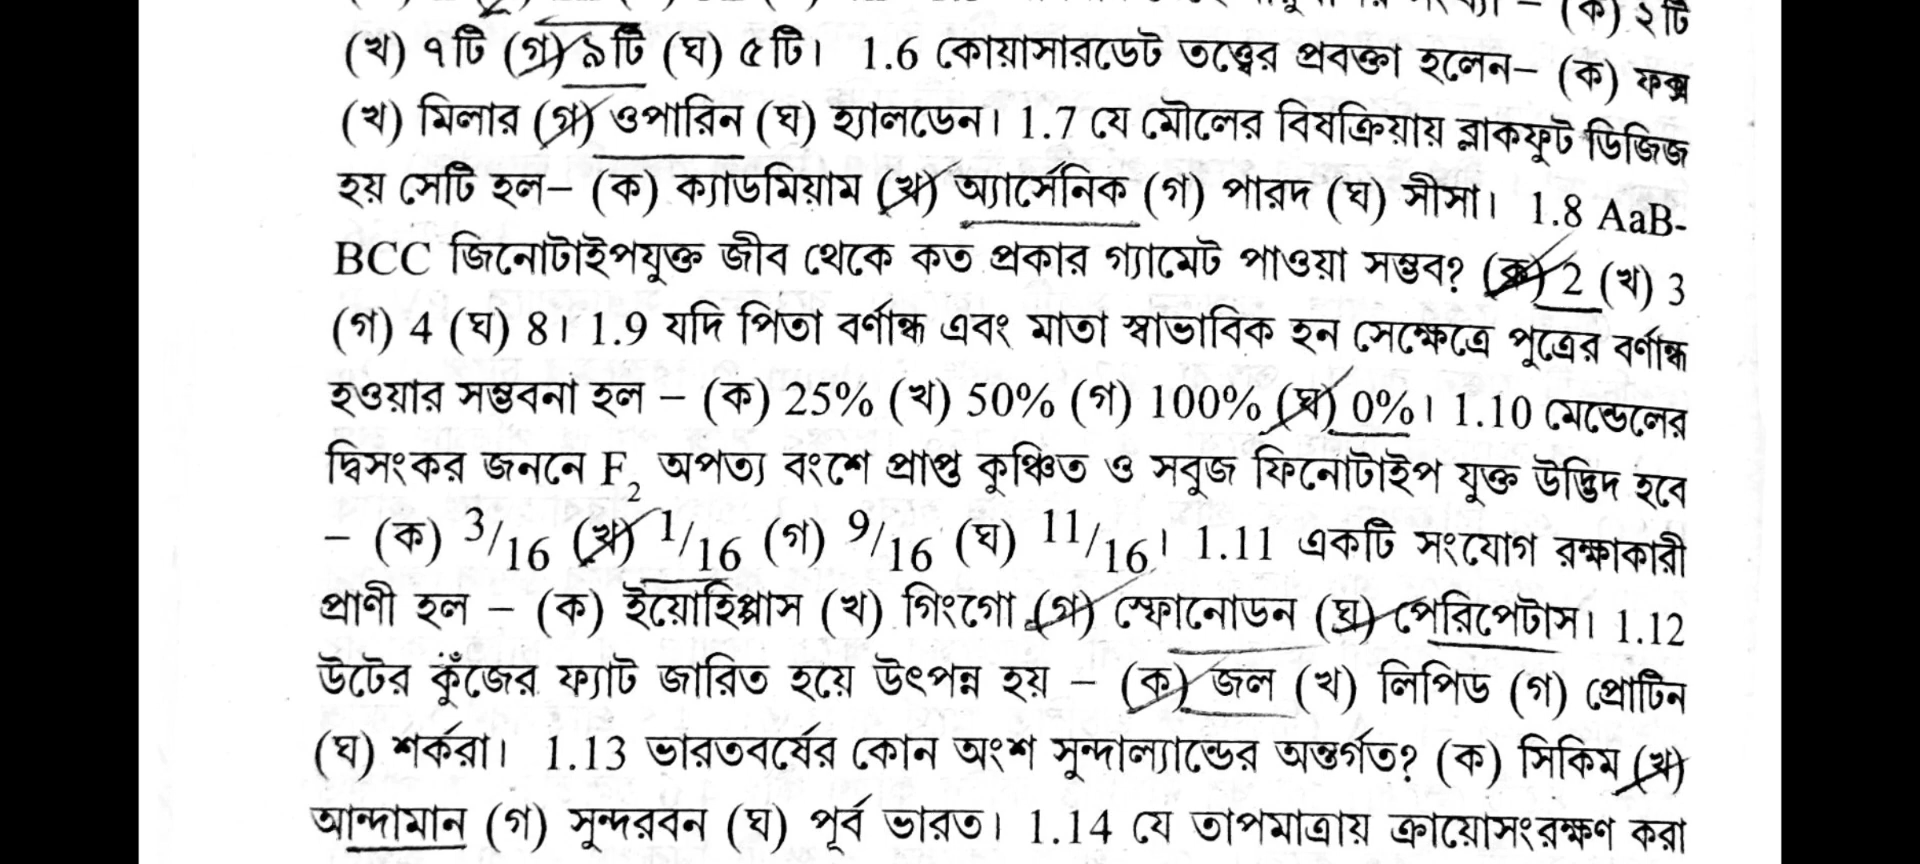 (ক) ২টি
(খ) ৭টি (গ) ৯টি (ঘ) ৫টি। 1.6 কোয়াসারডেট তত্ত্বের প্রবক্তা হলেন– (ক) ফক্স
(খ) মিলার (গ) ওপারিন (ঘ) হ্যালডেন। 1.7 যে মৌলের বিষক্রিয়ায় ব্লাকফুট ডিজিজ
হয় সেটি হল– (ক) ক্যাডমিয়াম (খ) অ্যার্সেনিক (গ) পারদ (ঘ) সীসা। 1.8 AaB-
BCC জিনোটাইপযুক্ত জীব থেকে কত প্রকার গ্যামেট পাওয়া সম্ভব? (ক) 2 (খ) 3
(গ) 4 (ঘ) 8। 1.9 যদি পিতা বর্ণান্ধ এবং মাতা স্বাভাবিক হন সেক্ষেত্রে পুত্রের বর্ণান্ধ
হওয়ার সম্ভবনা হল – (ক) 25% (খ) 50% (গ) 100% (ঘ) 0%। 1.10 মেন্ডেলের
দ্বিসংকর জননে F₂ অপত্য বংশে প্রাপ্ত কুঞ্চিত ও সবুজ ফিনোটাইপ যুক্ত উদ্ভিদ হবে
– (ক) 3/16 (খ) 1/16 (গ) 9/16 (ঘ) 11/16। 1.11 একটি সংযোগ রক্ষাকারী
প্রাণী হল – (ক) ইয়োহিপ্পাস (খ) গিংগো (গ) স্ফোনোডন (ঘ) পেরিপেটাস। 1.12
উটের কুঁজের ফ্যাট জারিত হয়ে উৎপন্ন হয় – (ক) জল (খ) লিপিড (গ) প্রোটিন
(ঘ) শর্করা। 1.13 ভারতবর্ষের কোন অংশ সুন্দাল্যান্ডের অন্তর্গত? (ক) সিকিম (খ)
আন্দামান (গ) সুন্দরবন (ঘ) পূর্ব ভারত। 1.14 যে তাপমাত্রায় ক্রায়োসংরক্ষণ করা